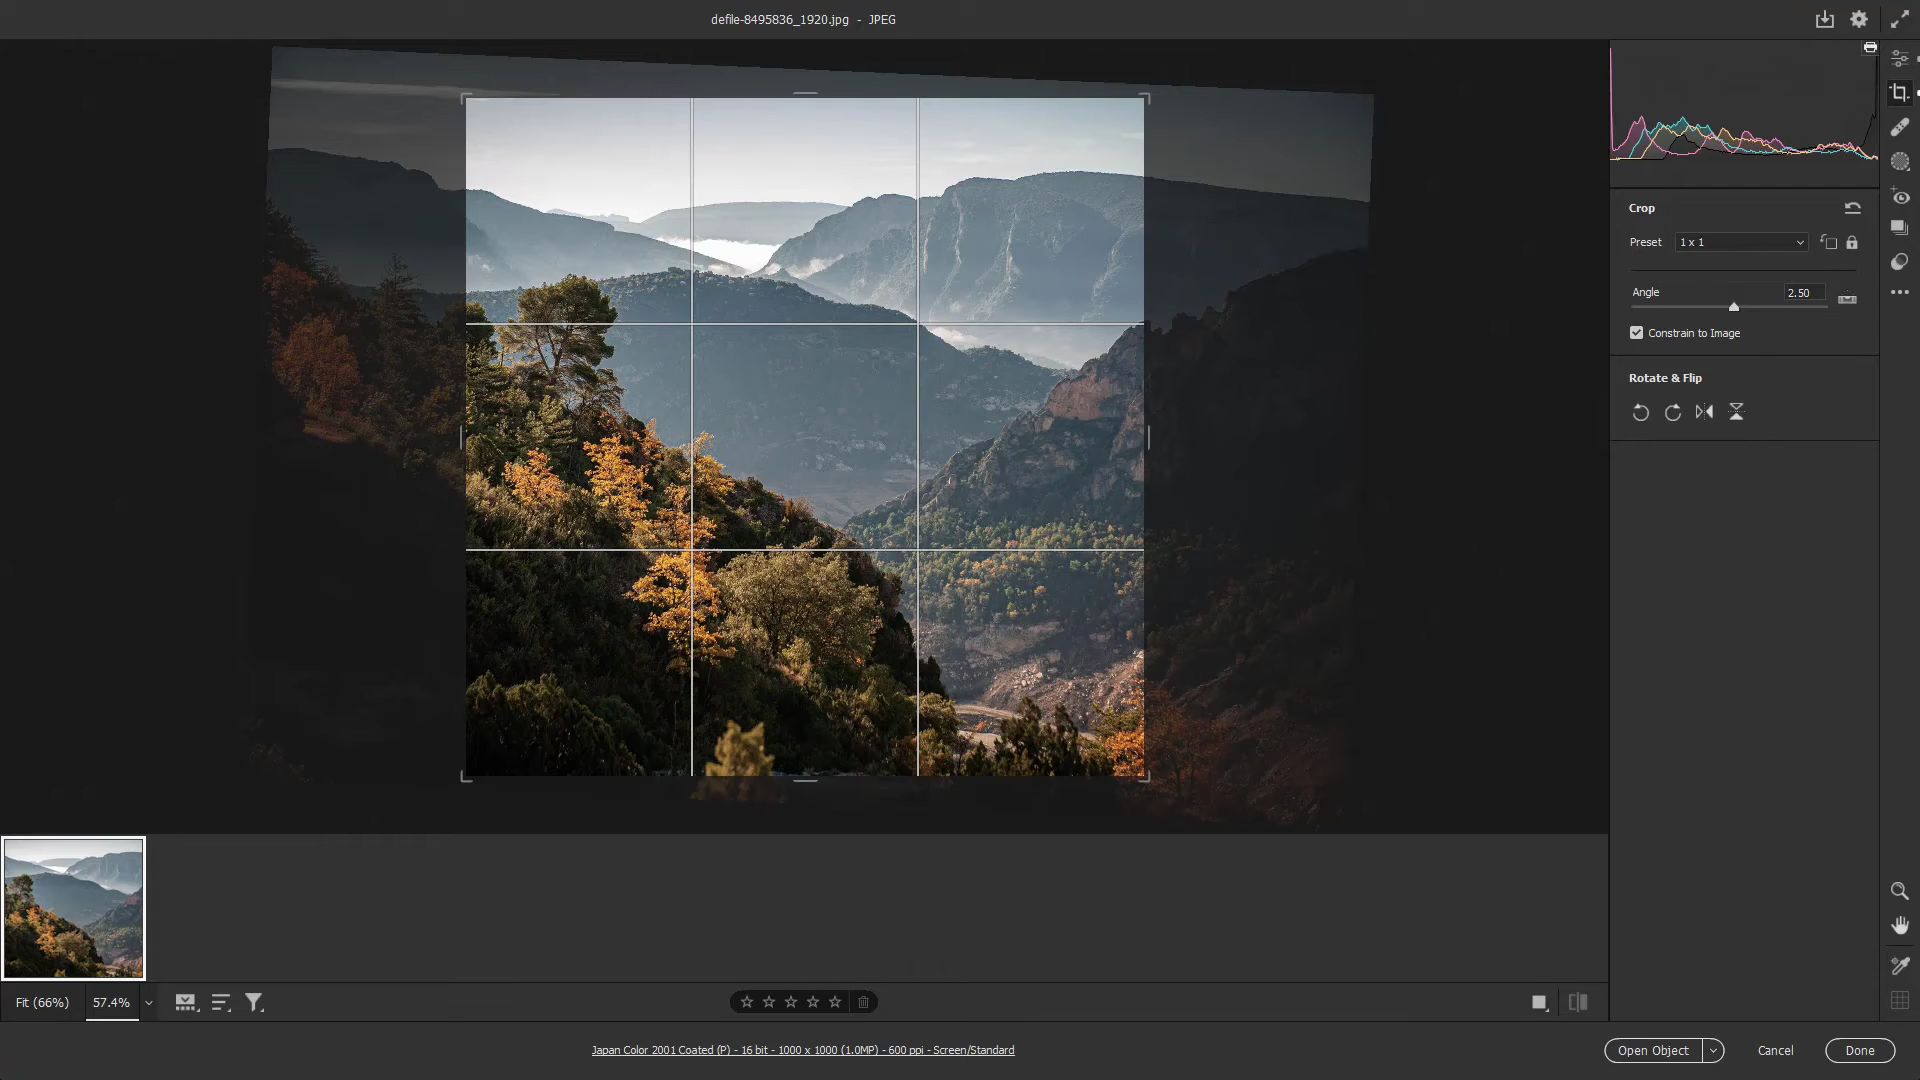 defile-8495836_1920.jpg - JPEG
Crop
Preset 1 x 1
Angle 2.50
Constrain to Image
Rotate & Flip
Fit (66%) 57.4%
Japan Color 2001 Coated (P) - 16 bit - 1000 x 1000 (1.0MP) - 600 ppi - Screen/Standard
Open Object Cancel Done